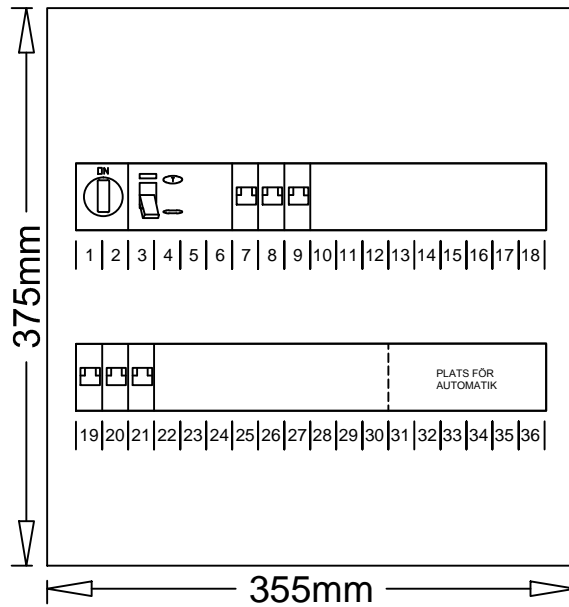 ON
1 2 3 4 5 6 7 8 9 10 11 12 13 14 15 16 17 18
375mm
PLATS FÖR
AUTOMATIK
19 20 21 22 23 24 25 26 27 28 29 30 31 32 33 34 35 36
355mm